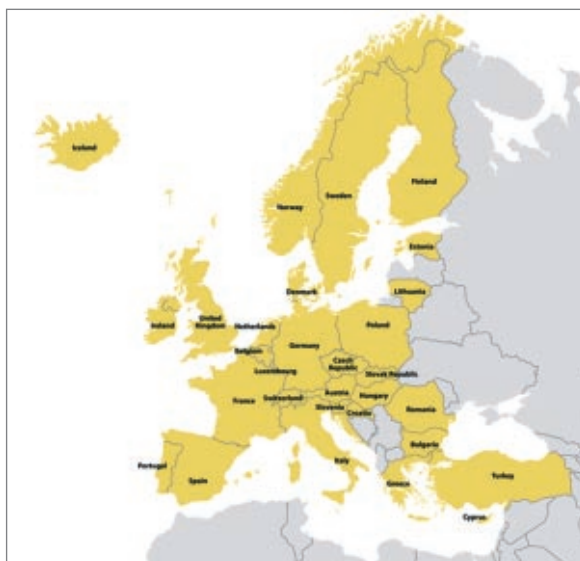 Iceland
Finland
Norway
Sweden
Estonia
Denmark
Lithuania
Ireland
United
Kingdom
Netherlands
Poland
Belgium
Germany
Czech
Republic
Luxembourg
Slovak Republic
Austria
France
Switzerland
Hungary
Slovenia
Romania
Croatia
Bulgaria
Portugal
Spain
Italy
Greece
Turkey
Cyprus